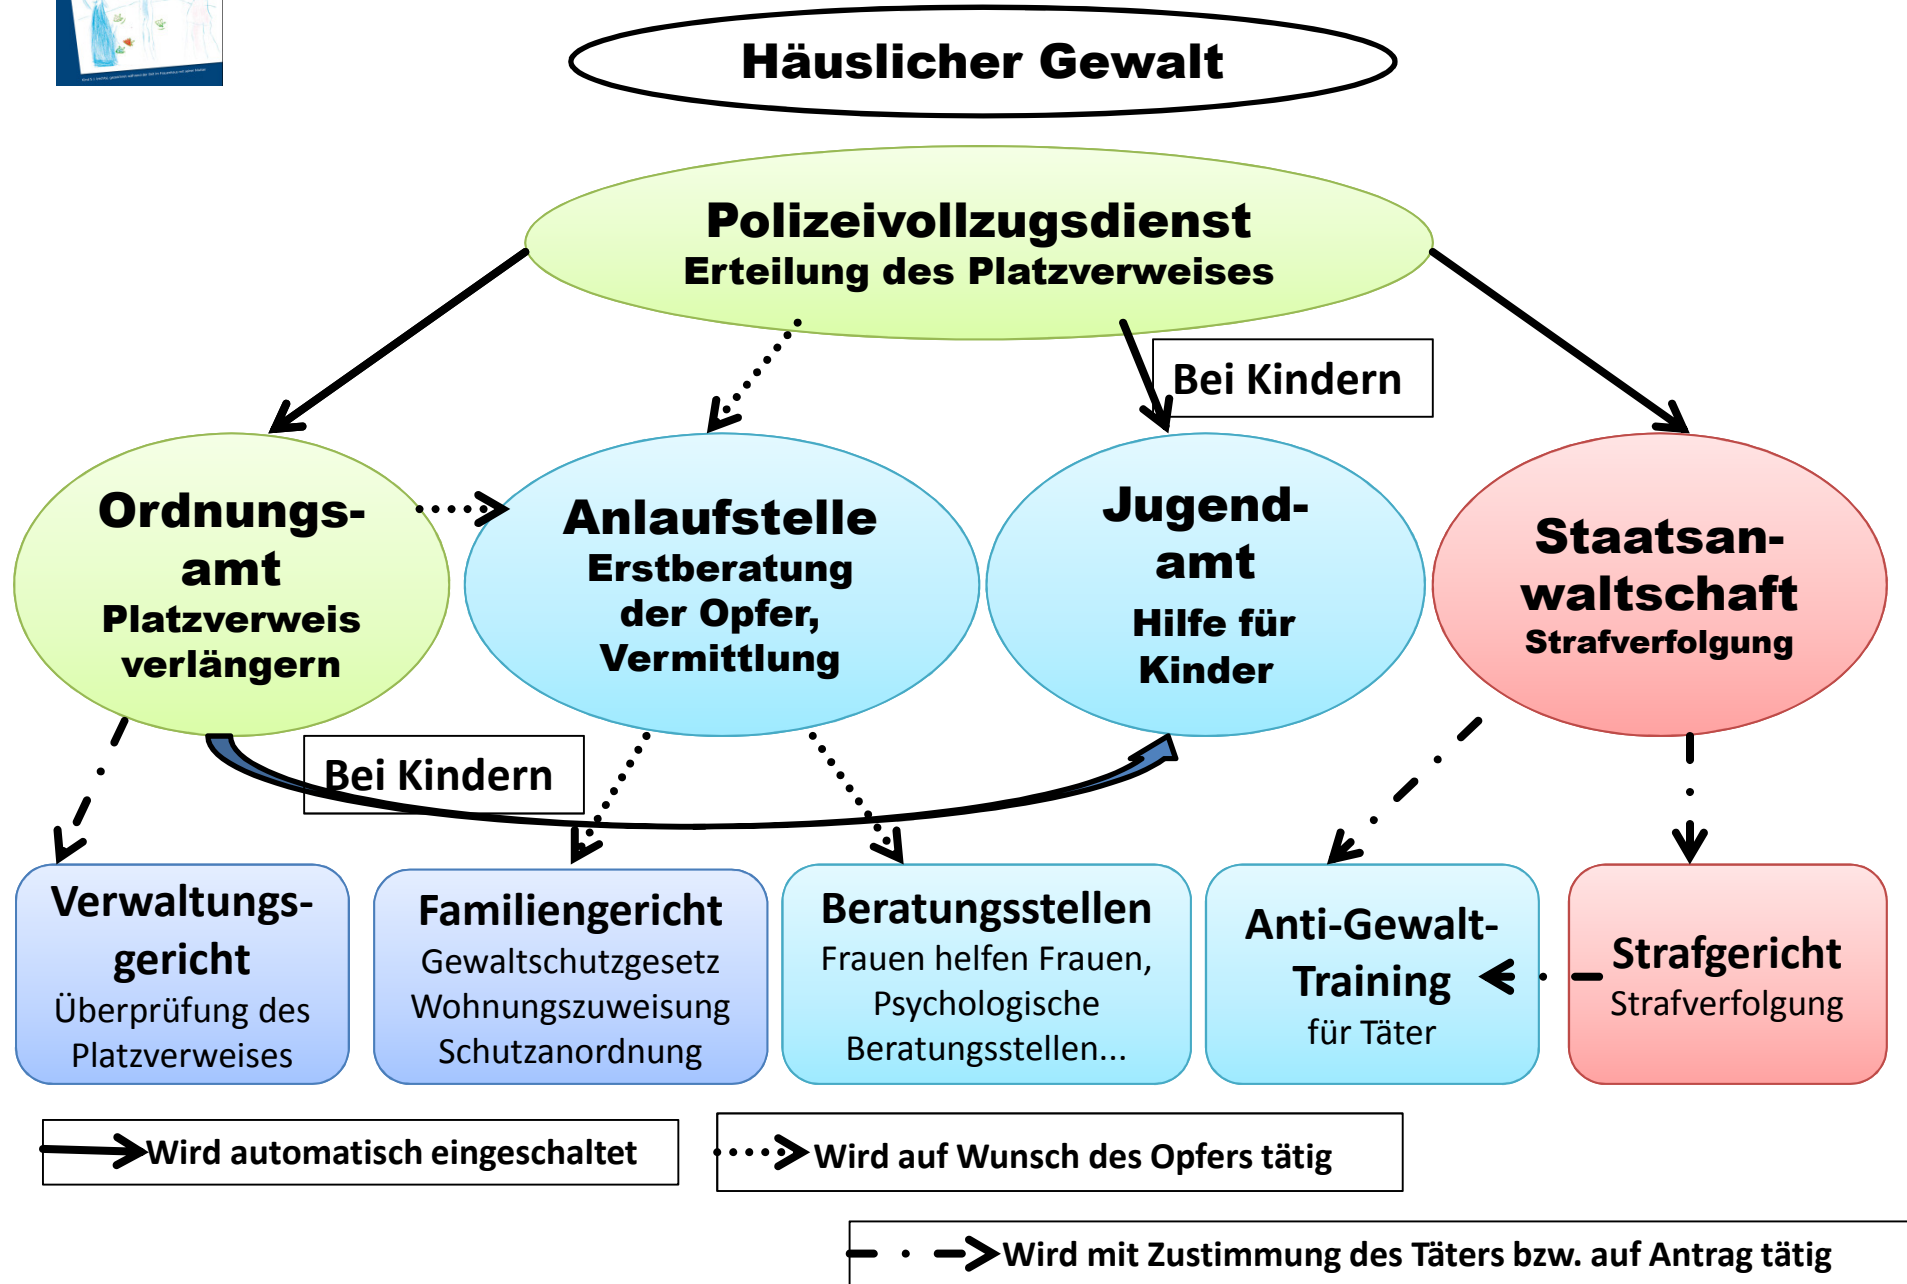 Häuslicher Gewalt
Polizeivollzugsdienst
Erteilung des Platzverweises
Bei Kindern
Ordnungs-
amt
Platzverweis
verlängern
Anlaufstelle
Erstberatung
der Opfer,
Vermittlung
Jugend-
amt
Hilfe für
Kinder
Staatsan-
waltschaft
Strafverfolgung
Bei Kindern
Verwaltungs-
gericht
Überprüfung des
Platzverweises
Familiengericht
Gewaltschutzgesetz
Wohnungszuweisung
Schutzanordnung
Beratungsstellen
Frauen helfen Frauen,
Psychologische
Beratungsstellen...
Anti-Gewalt-
Training
für Täter
Strafgericht
Strafverfolgung
Wird automatisch eingeschaltet
Wird auf Wunsch des Opfers tätig
Wird mit Zustimmung des Täters bzw. auf Antrag tätig